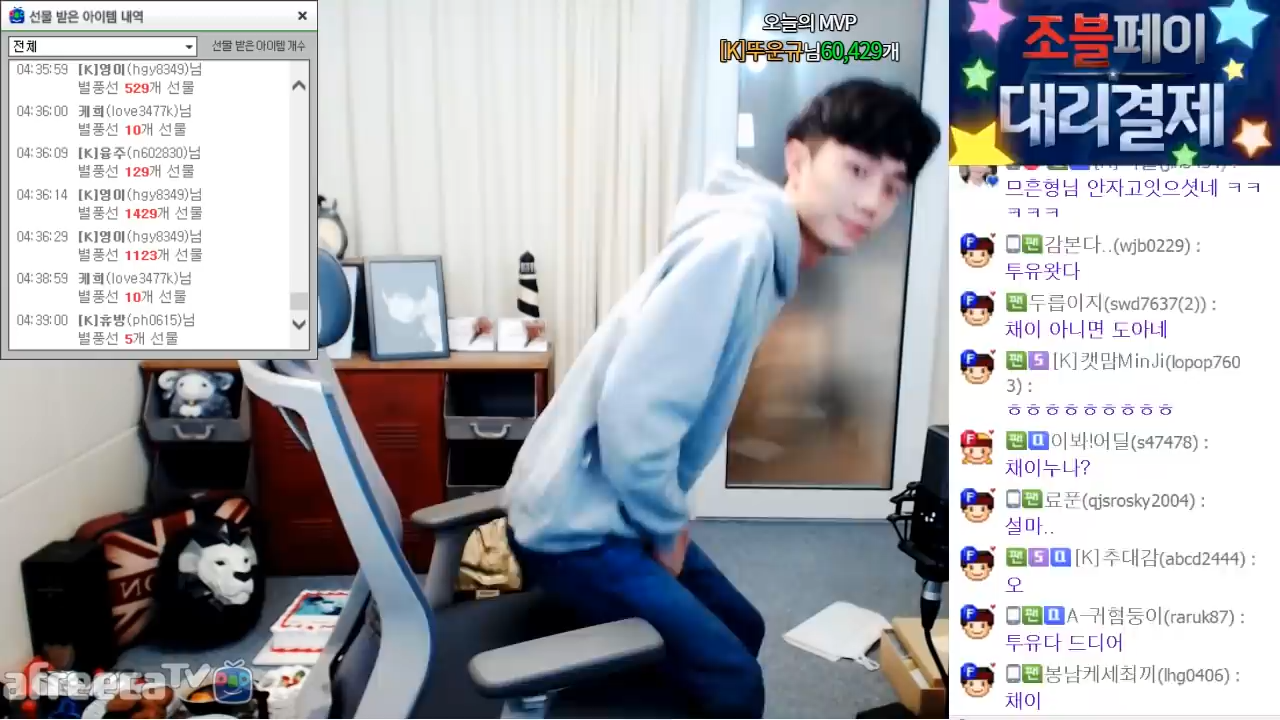 선물 받은 아이템 내역
전체
선물 받은 아이템 개수
04:35:59 [K]영이(hgy8349)님
별풍선 529개 선물
04:36:00 케희(love3477k)님
별풍선 10개 선물
04:36:09 [K]융주(n602830)님
별풍선 129개 선물
04:36:14 [K]영이(hgy8349)님
별풍선 1429개 선물
04:36:29 [K]영이(hgy8349)님
별풍선 1123개 선물
04:38:59 케희(love3477k)님
별풍선 10개 선물
04:39:00 [K]휴방(ph0615)님
별풍선 5개 선물
오늘의 MVP
[K]뚜운규님60,429개
조블페이
대리결제
므흔형님 안자고잇으셧네 ㅋㅋ
ㅋㅋㅋ
팬 감본다..(wjb0229) :
투유왓다
팬 두릅이지(swd7637(2)) :
채이 아니면 도아네
팬 S [K]캣맘MinJi(lopop760
3) :
ㅎㅎㅎㅎㅎㅎㅎㅎㅎ
팬 Q 이봐!어딜(s47478) :
채이누나?
팬 료푼(qjsrosky2004) :
설마..
팬 S Q [K]추대감(abcd2444) :
오
팬 Q A-귀혐둥이(raruk87) :
투유다 드디어
팬 봉남케세최끼(lhg0406) :
채이
afreecaTV